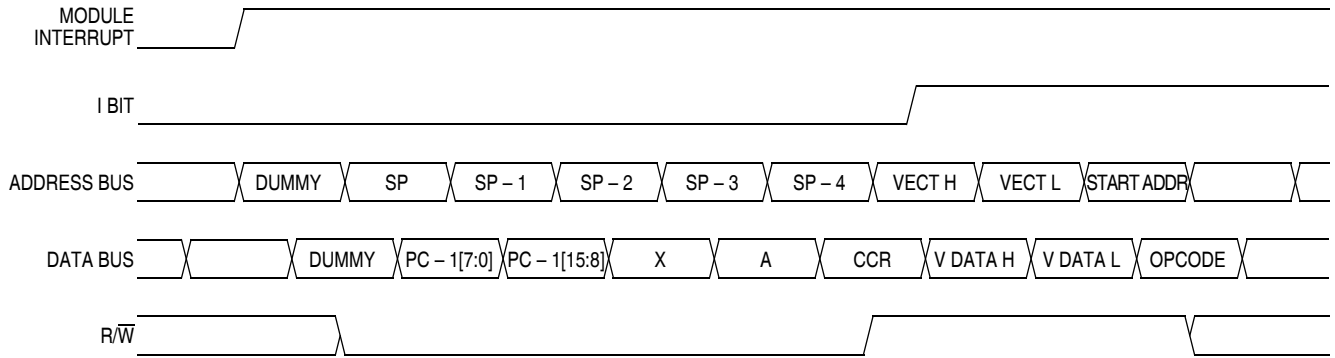 MODULE
INTERRUPT
I BIT
ADDRESS BUS DUMMY SP SP – 1 SP – 2 SP – 3 SP – 4 VECT H VECT L START ADDR
DATA BUS DUMMY PC – 1[7:0] PC – 1[15:8] X A CCR V DATA H V DATA L OPCODE
R/W̅